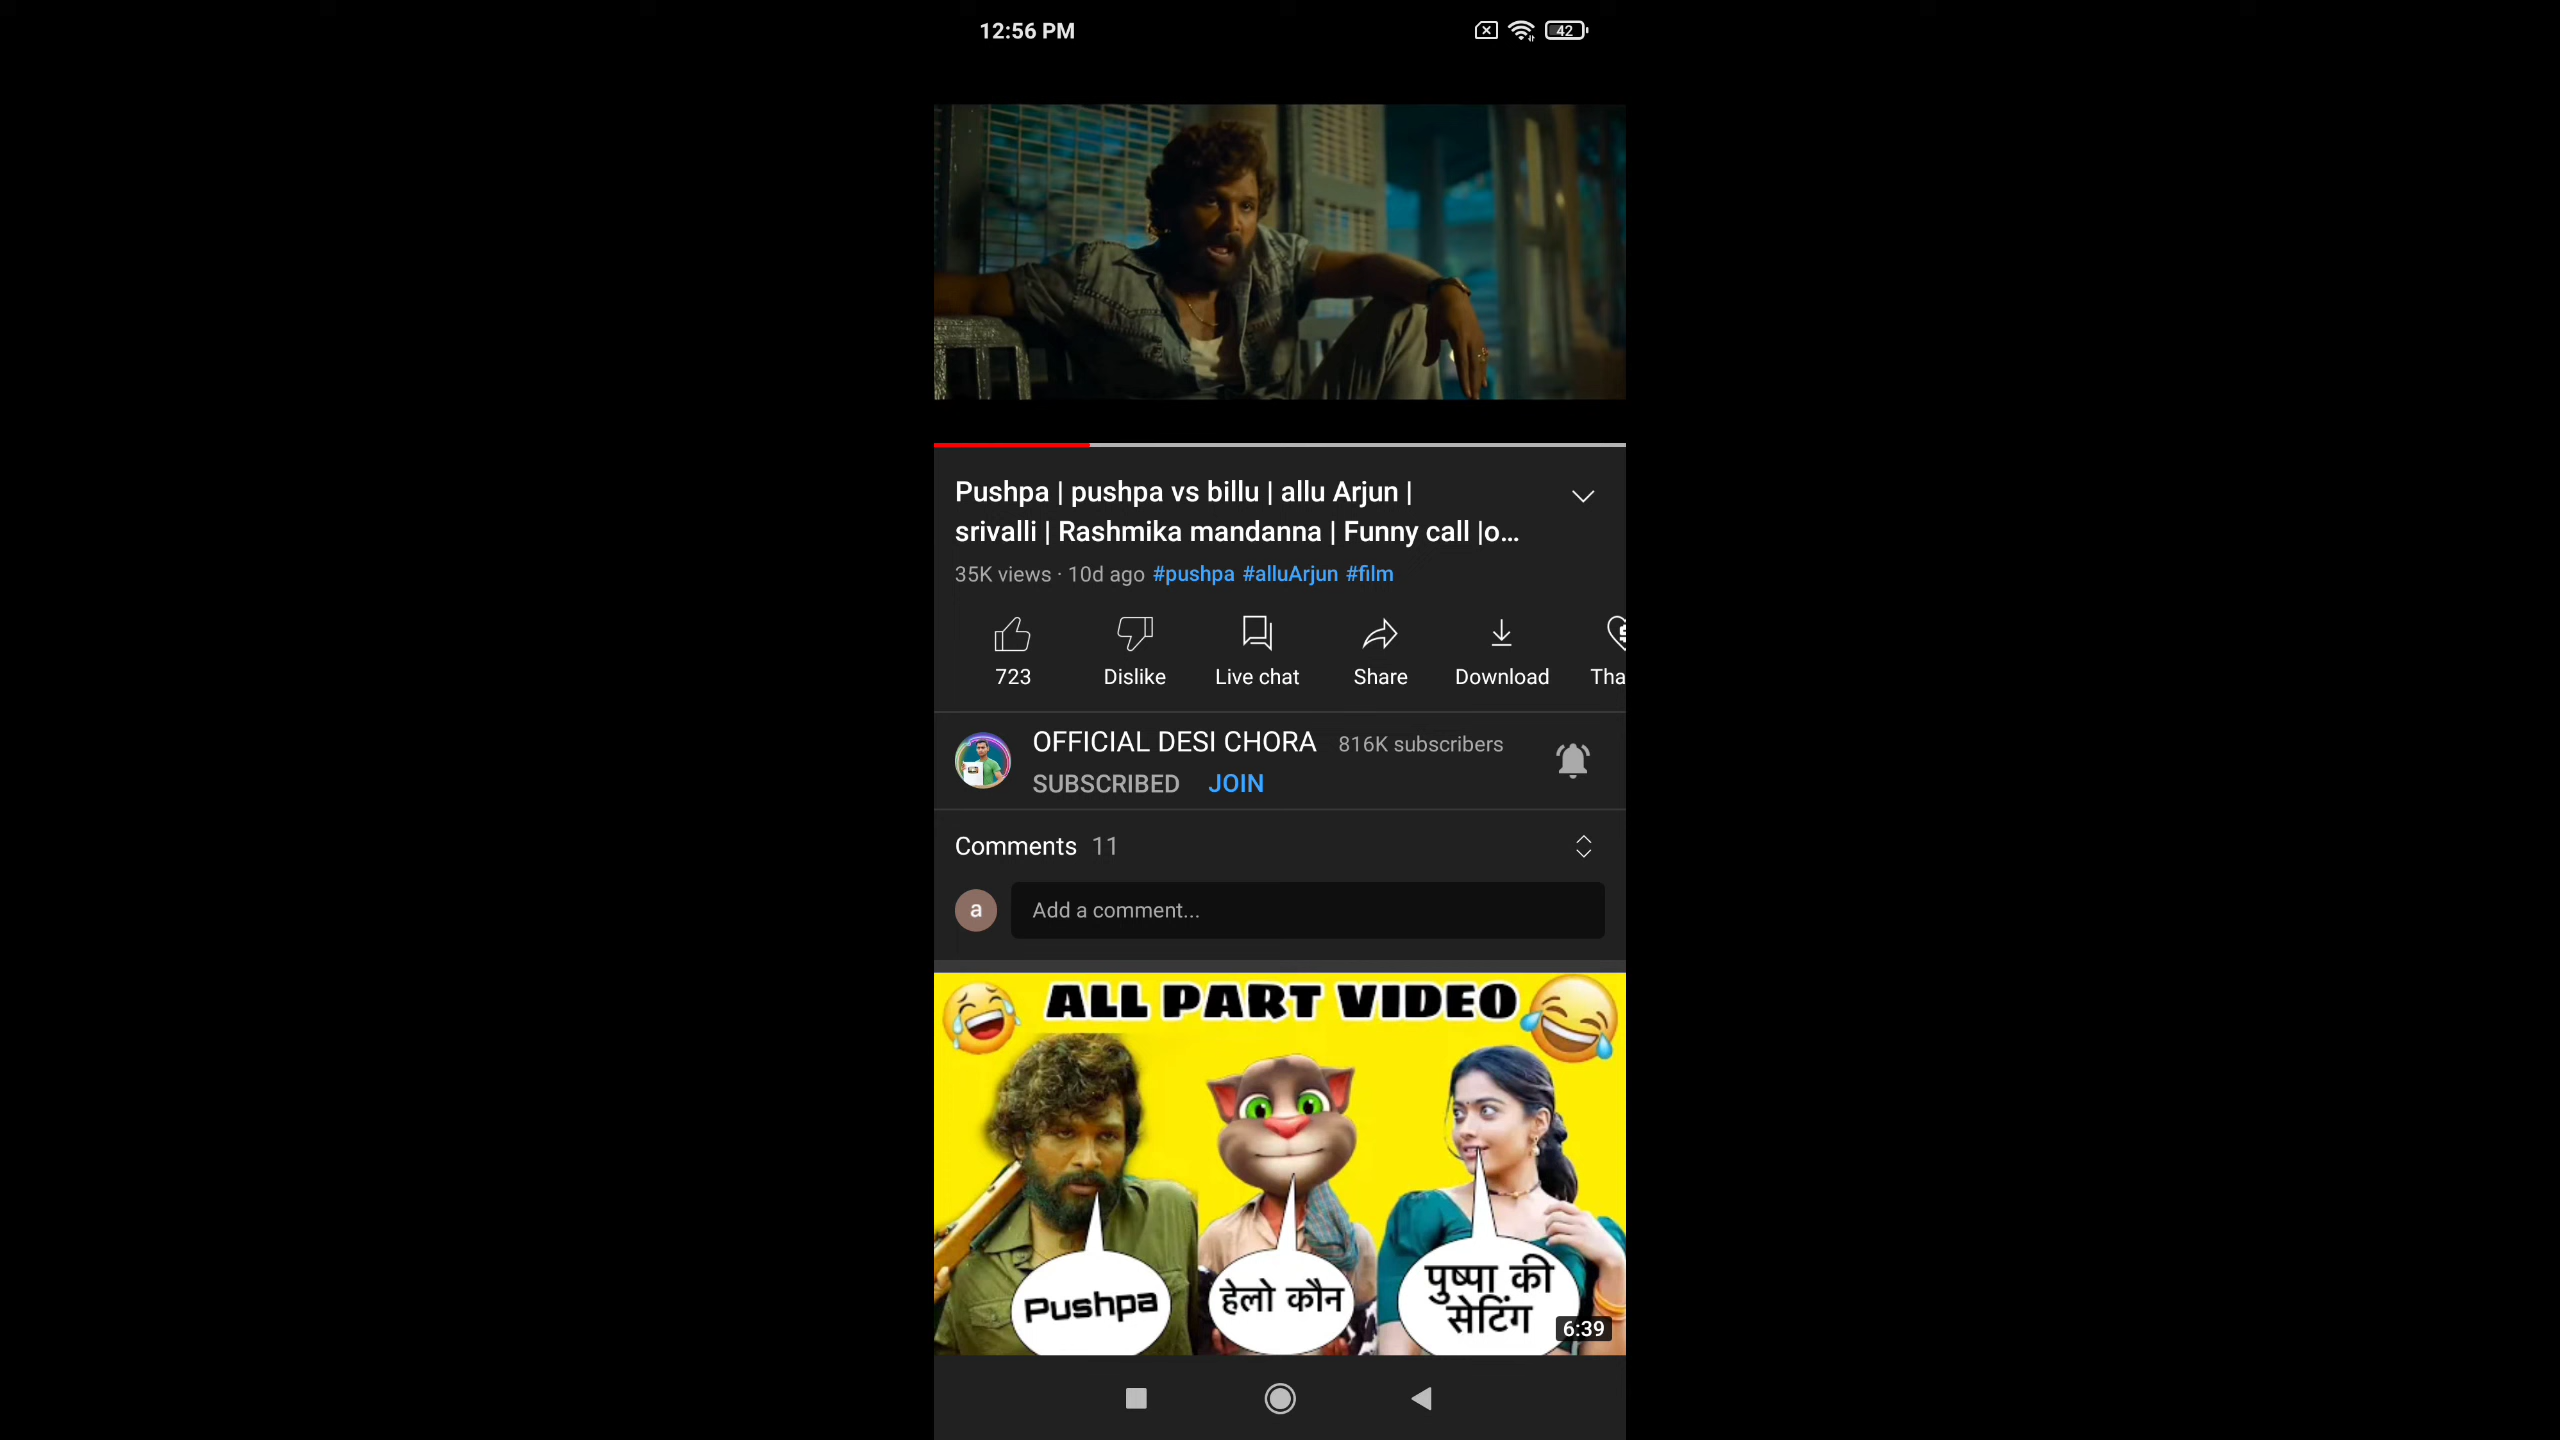 12:56 PM
42
Pushpa | pushpa vs billu | allu Arjun |
srivalli | Rashmika mandanna | Funny call |o...
35K views · 10d ago #pushpa #alluArjun #film
723
Dislike
Live chat
Share
Download
Tha
OFFICIAL DESI CHORA 816K subscribers
SUBSCRIBED JOIN
Comments 11
a
Add a comment...
ALL PART VIDEO
Pushpa
हेलो कौन
पुष्पा की
सेटिंग
6:39